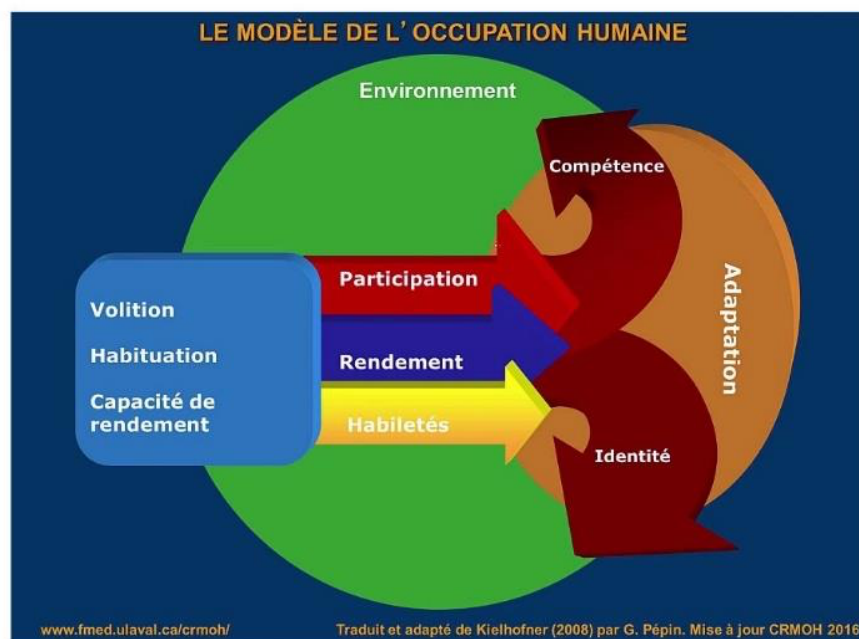 LE MODÈLE DE L’OCCUPATION HUMAINE
Environnement
Compétence
Participation
Volition
Habituation
Rendement
Capacité de
rendement
Habiletés
Adaptation
Identité
www.fmed.ulaval.ca/crmoh/
Traduit et adapté de Kielhofner (2008) par G. Pépin. Mise à jour CRMOH 2016